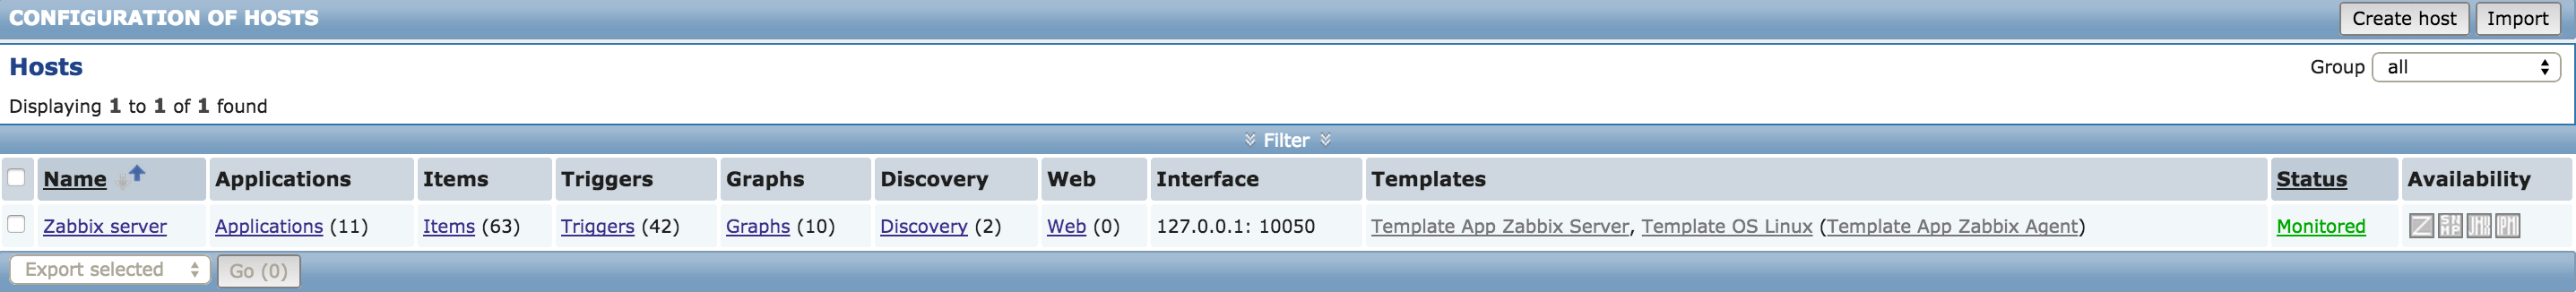 CONFIGURATION OF HOSTS Create host Import
Hosts Group all
Displaying 1 to 1 of 1 found
Filter
Name Applications Items Triggers Graphs Discovery Web Interface Templates Status Availability
Zabbix server Applications (11) Items (63) Triggers (42) Graphs (10) Discovery (2) Web (0) 127.0.0.1: 10050 Template App Zabbix Server, Template OS Linux (Template App Zabbix Agent) Monitored Z SNMP JMX IPMI
Export selected Go (0)